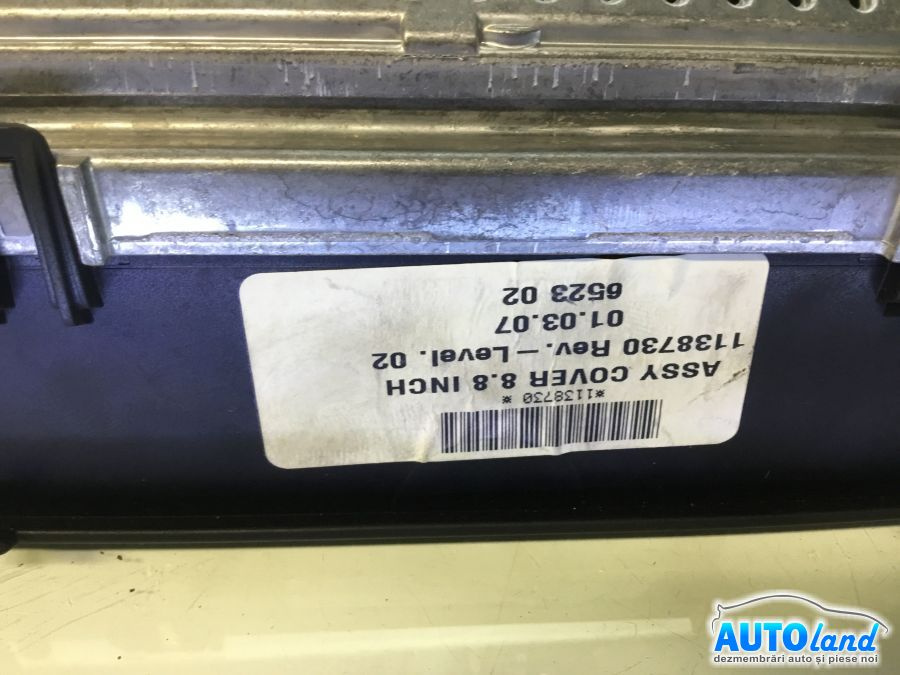 *1138730 *
ASSY COVER 8.8 INCH
1138730 Rev. – Level. 02
01.03.07
6523 02
AUTOland
dezmembrări auto și piese noi